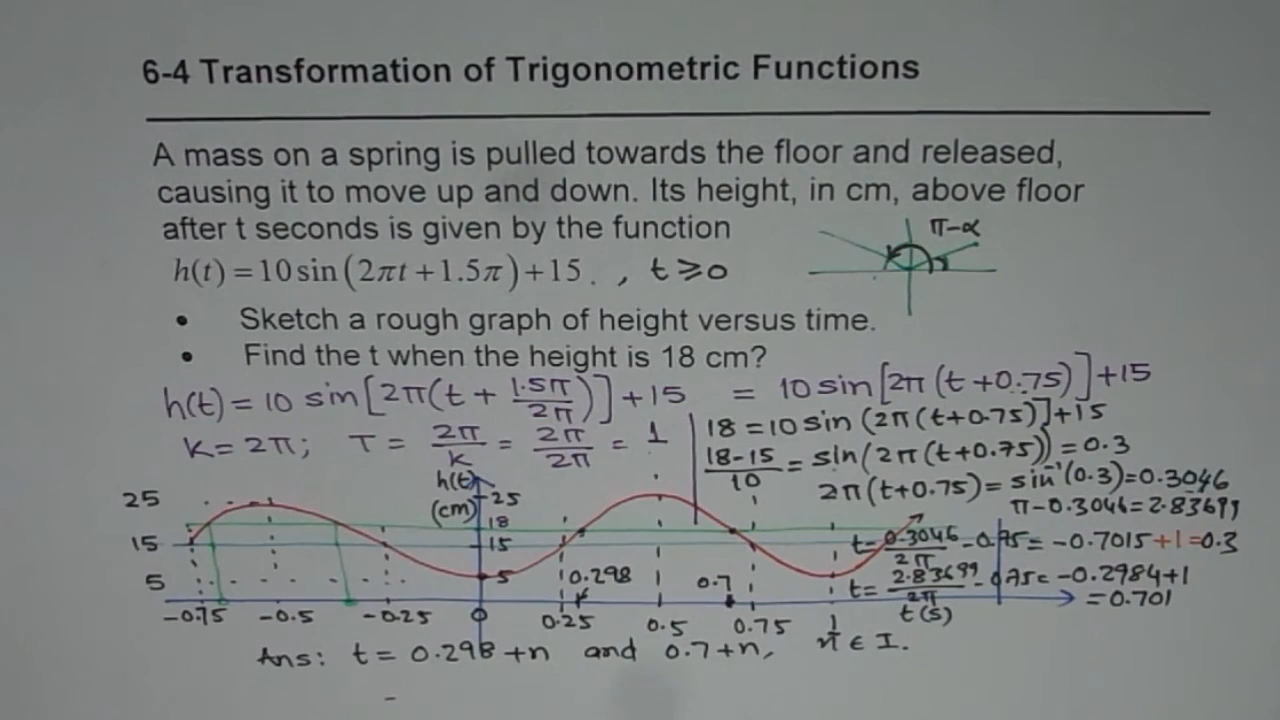 6-4 Transformation of Trigonometric Functions
A mass on a spring is pulled towards the floor and released,
causing it to move up and down. Its height, in cm, above floor
after t seconds is given by the function
π-α
h(t) = 10 sin (2πt + 1.5π) + 15 . , t ≥ 0
• Sketch a rough graph of height versus time.
• Find the t when the height is 18 cm?
h(t) = 10 sin [2π(t + 1.5π/2π)] + 15 = 10 sin [2π (t + 0.75)] + 15
K = 2π; T = 2π/K = 2π/2π = 1
18 = 10 sin (2π(t+0.75)] + 15
18-15/10 = sin(2π(t+0.75)) = 0.3
2π(t+0.75) = sin⁻¹(0.3) = 0.3046
π - 0.3046 = 2.83699
t = 0.3046/2π - 0.75 = -0.7015 + 1 = 0.3
t = 2.83699/2π - 0.75 = -0.2984 + 1
= 0.701
h(t)
(cm)
25 25
18
15 15
5 5
0.298 0.7
-0.75 -0.5 -0.25 0 0.25 0.5 0.75 1 t(s)
Ans: t = 0.298 + n and 0.7 + n, n ∈ I.